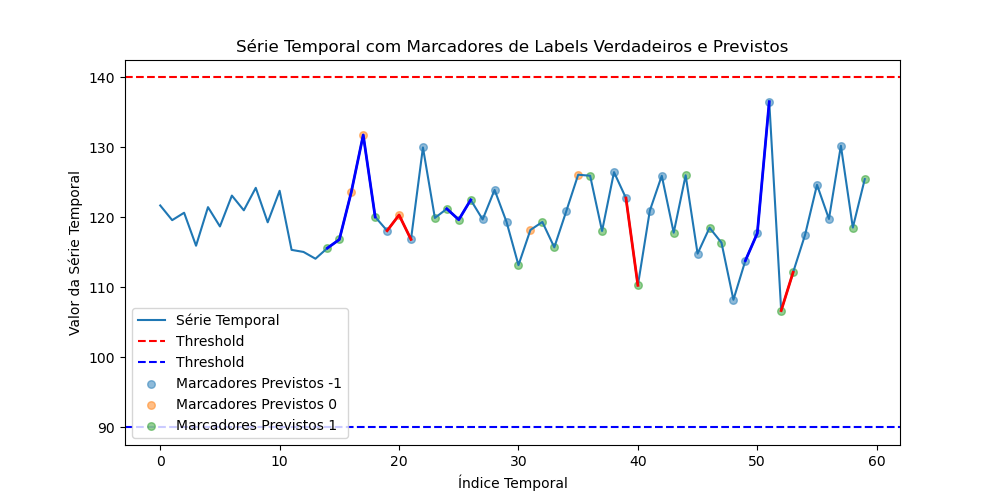 Série Temporal com Marcadores de Labels Verdadeiros e Previstos
140
130
120
110
100
90
Valor da Série Temporal
Série Temporal
Threshold
Threshold
Marcadores Previstos -1
Marcadores Previstos 0
Marcadores Previstos 1
0 10 20 30 40 50 60
Índice Temporal